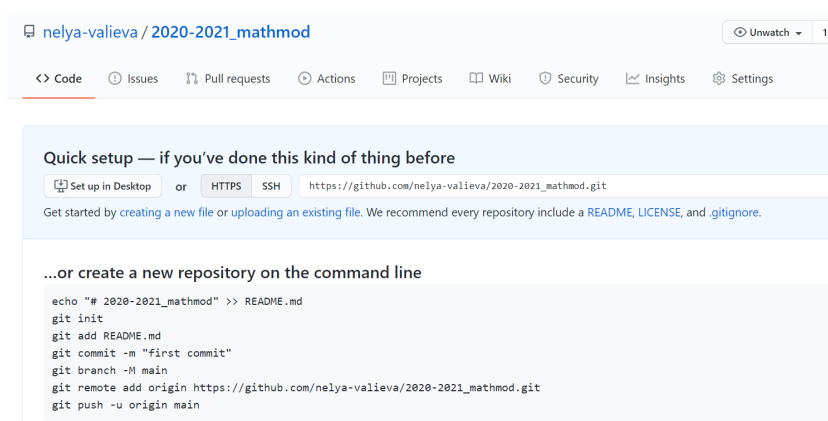 nelya-valieva / 2020-2021_mathmod
Unwatch 1
Code Issues Pull requests Actions Projects Wiki Security Insights Settings
Quick setup — if you've done this kind of thing before
Set up in Desktop or HTTPS SSH https://github.com/nelya-valieva/2020-2021_mathmod.git
Get started by creating a new file or uploading an existing file. We recommend every repository include a README, LICENSE, and .gitignore.
...or create a new repository on the command line
echo "# 2020-2021_mathmod" >> README.md
git init
git add README.md
git commit -m "first commit"
git branch -M main
git remote add origin https://github.com/nelya-valieva/2020-2021_mathmod.git
git push -u origin main